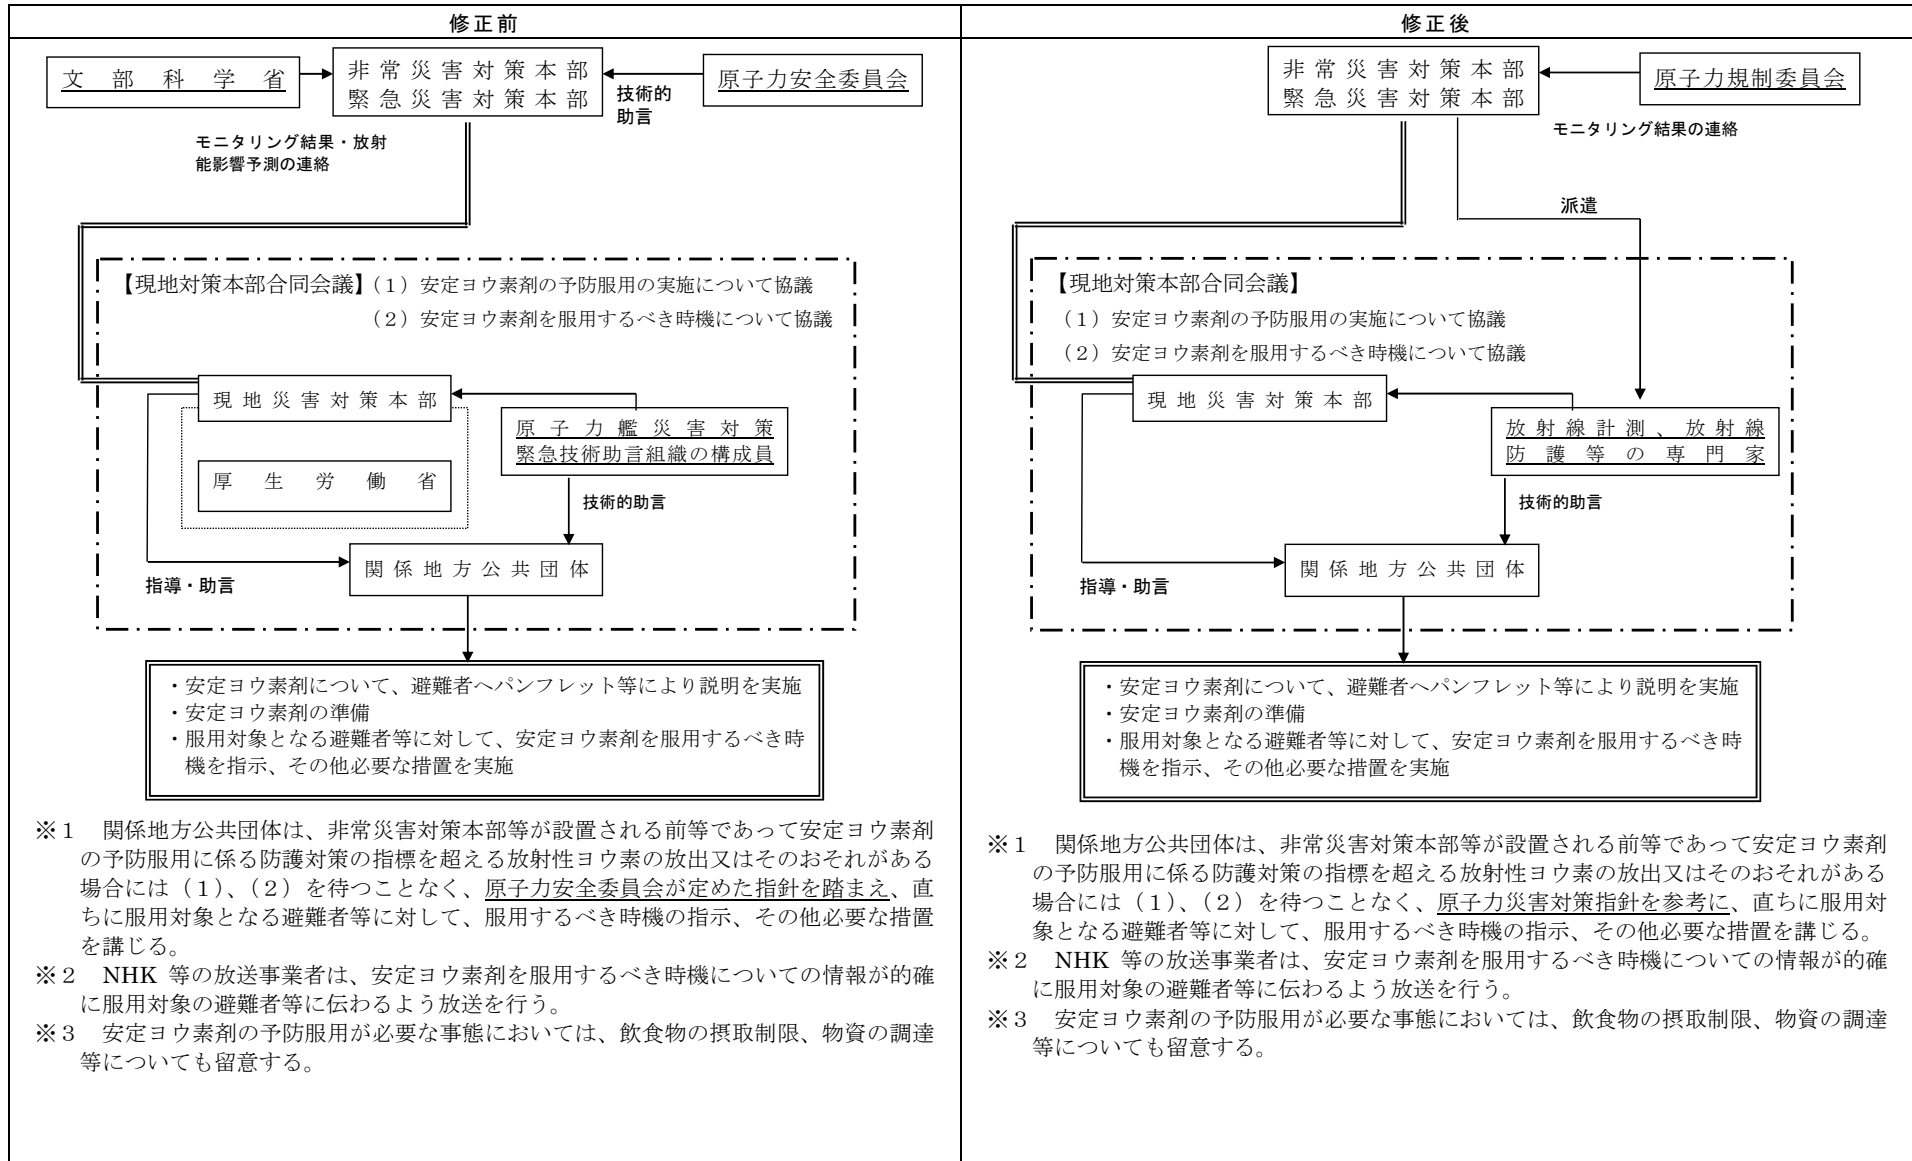 修正前
文部科学省
非常災害対策本部
緊急災害対策本部
原子力安全委員会
技術的
助言
モニタリング結果・放射
能影響予測の連絡
【現地対策本部合同会議】（１）安定ヨウ素剤の予防服用の実施について協議
（２）安定ヨウ素剤を服用するべき時機について協議
現地災害対策本部
原子力艦災害対策
緊急技術助言組織の構成員
厚生労働省
技術的助言
関係地方公共団体
指導・助言
・安定ヨウ素剤について、避難者へパンフレット等により説明を実施
・安定ヨウ素剤の準備
・服用対象となる避難者等に対して、安定ヨウ素剤を服用するべき時
機を指示、その他必要な措置を実施
※１　関係地方公共団体は、非常災害対策本部等が設置される前等であって安定ヨウ素剤
の予防服用に係る防護対策の指標を超える放射性ヨウ素の放出又はそのおそれがある
場合には（１）、（２）を待つことなく、原子力安全委員会が定めた指針を踏まえ、直
ちに服用対象となる避難者等に対して、服用するべき時機の指示、その他必要な措置
を講じる。
※２　NHK 等の放送事業者は、安定ヨウ素剤を服用するべき時機についての情報が的確
に服用対象の避難者等に伝わるよう放送を行う。
※３　安定ヨウ素剤の予防服用が必要な事態においては、飲食物の摂取制限、物資の調達
等についても留意する。
修正後
非常災害対策本部
緊急災害対策本部
原子力規制委員会
モニタリング結果の連絡
派遣
【現地対策本部合同会議】
（１）安定ヨウ素剤の予防服用の実施について協議
（２）安定ヨウ素剤を服用するべき時機について協議
現地災害対策本部
放射線計測、放射線
防護等の専門家
技術的助言
関係地方公共団体
指導・助言
・安定ヨウ素剤について、避難者へパンフレット等により説明を実施
・安定ヨウ素剤の準備
・服用対象となる避難者等に対して、安定ヨウ素剤を服用するべき時
機を指示、その他必要な措置を実施
※１　関係地方公共団体は、非常災害対策本部等が設置される前等であって安定ヨウ素剤
の予防服用に係る防護対策の指標を超える放射性ヨウ素の放出又はそのおそれがある
場合には（１）、（２）を待つことなく、原子力災害対策指針を参考に、直ちに服用対
象となる避難者等に対して、服用するべき時機の指示、その他必要な措置を講じる。
※２　NHK 等の放送事業者は、安定ヨウ素剤を服用するべき時機についての情報が的確
に服用対象の避難者等に伝わるよう放送を行う。
※３　安定ヨウ素剤の予防服用が必要な事態においては、飲食物の摂取制限、物資の調達
等についても留意する。